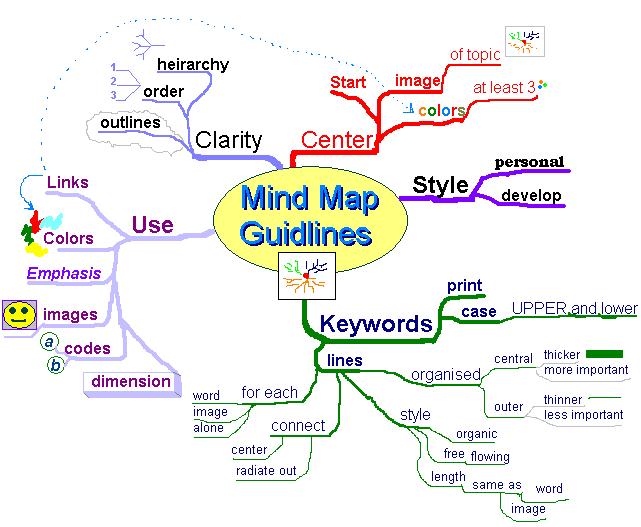 Mind Map
Guidlines
Center
Start
image
of topic
colors
at least 3
Style
personal
develop
Keywords
print
case
UPPER and lower
lines
organised
central
thicker
more important
outer
thinner
less important
style
organic
free flowing
length
same as
word
image
connect
center
radiate out
for each
word
image
alone
Use
Links
Colors
Emphasis
images
codes
a
b
dimension
Clarity
heirarchy
order
1
2
3
outlines